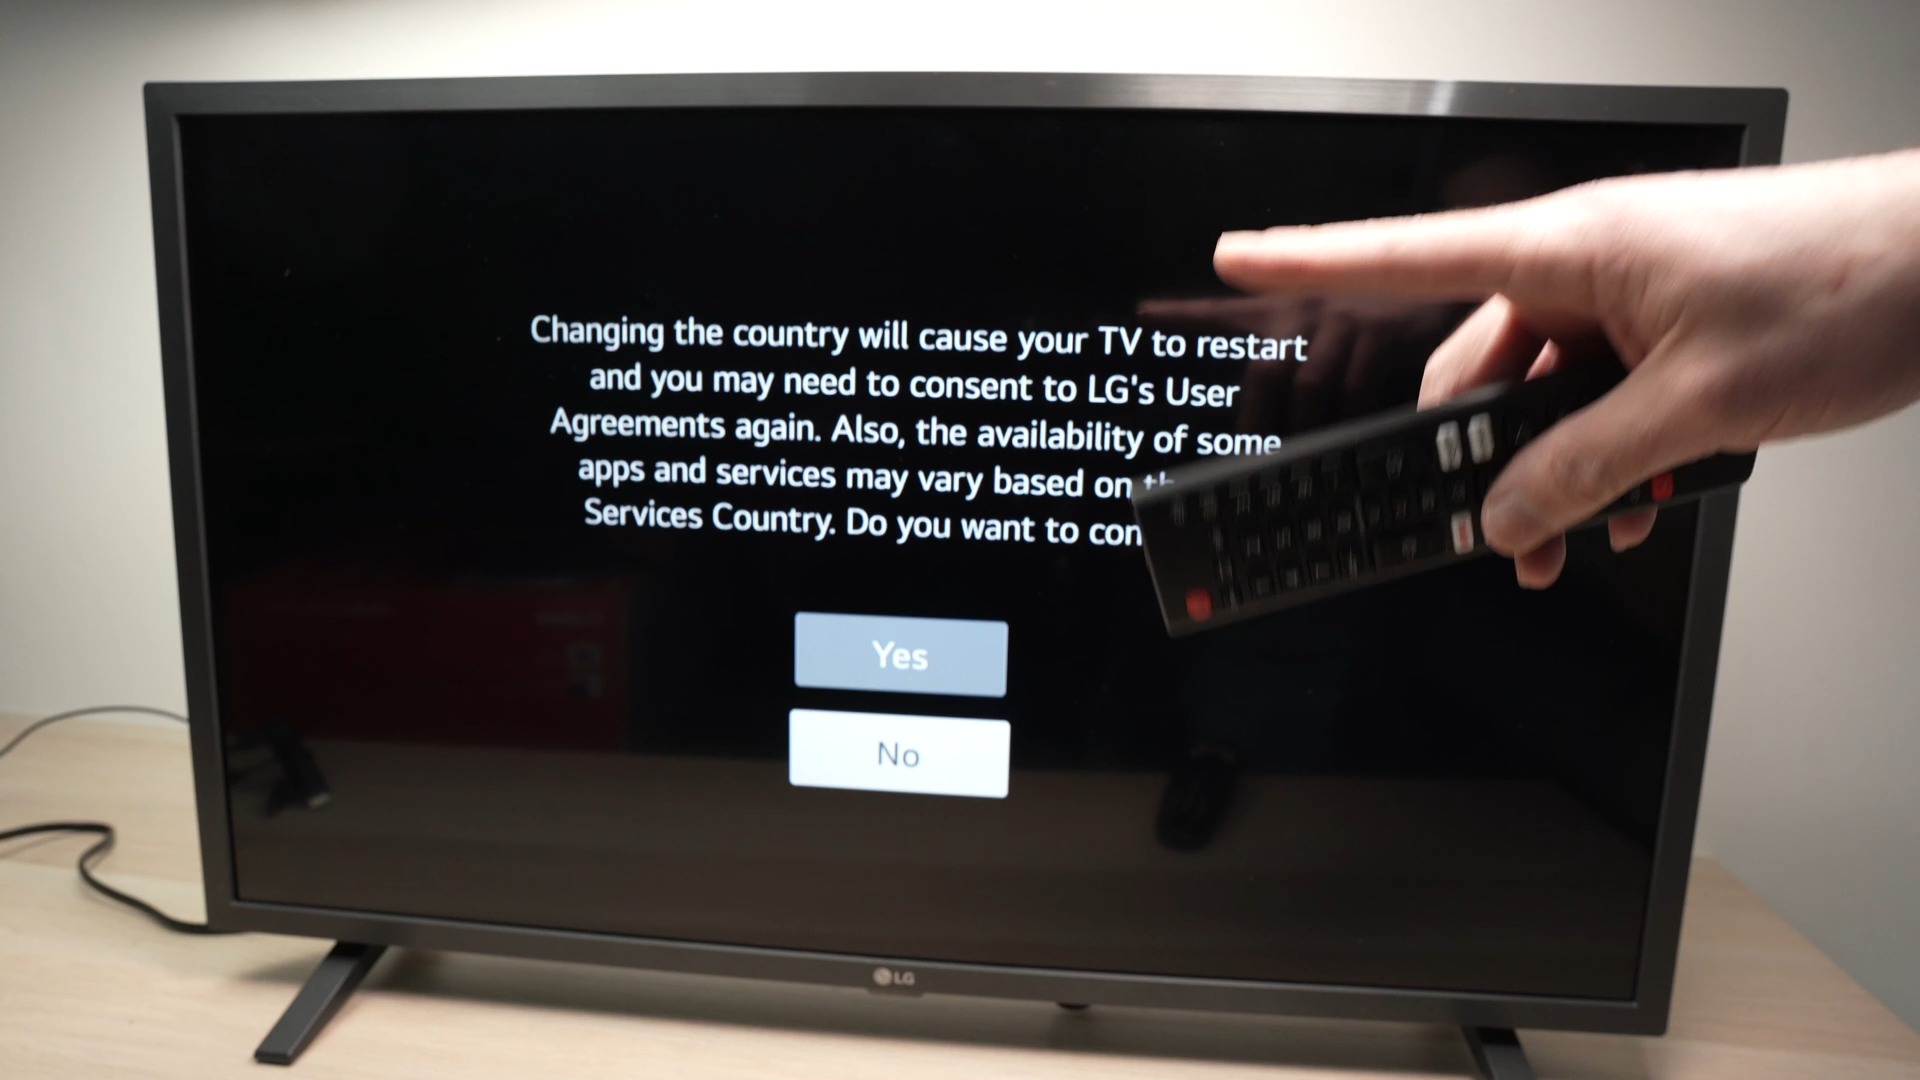 Changing the country will cause your TV to restart
and you may need to consent to LG's User
Agreements again. Also, the availability of some
apps and services may vary based on
Services Country. Do you want to
Yes
No
LG